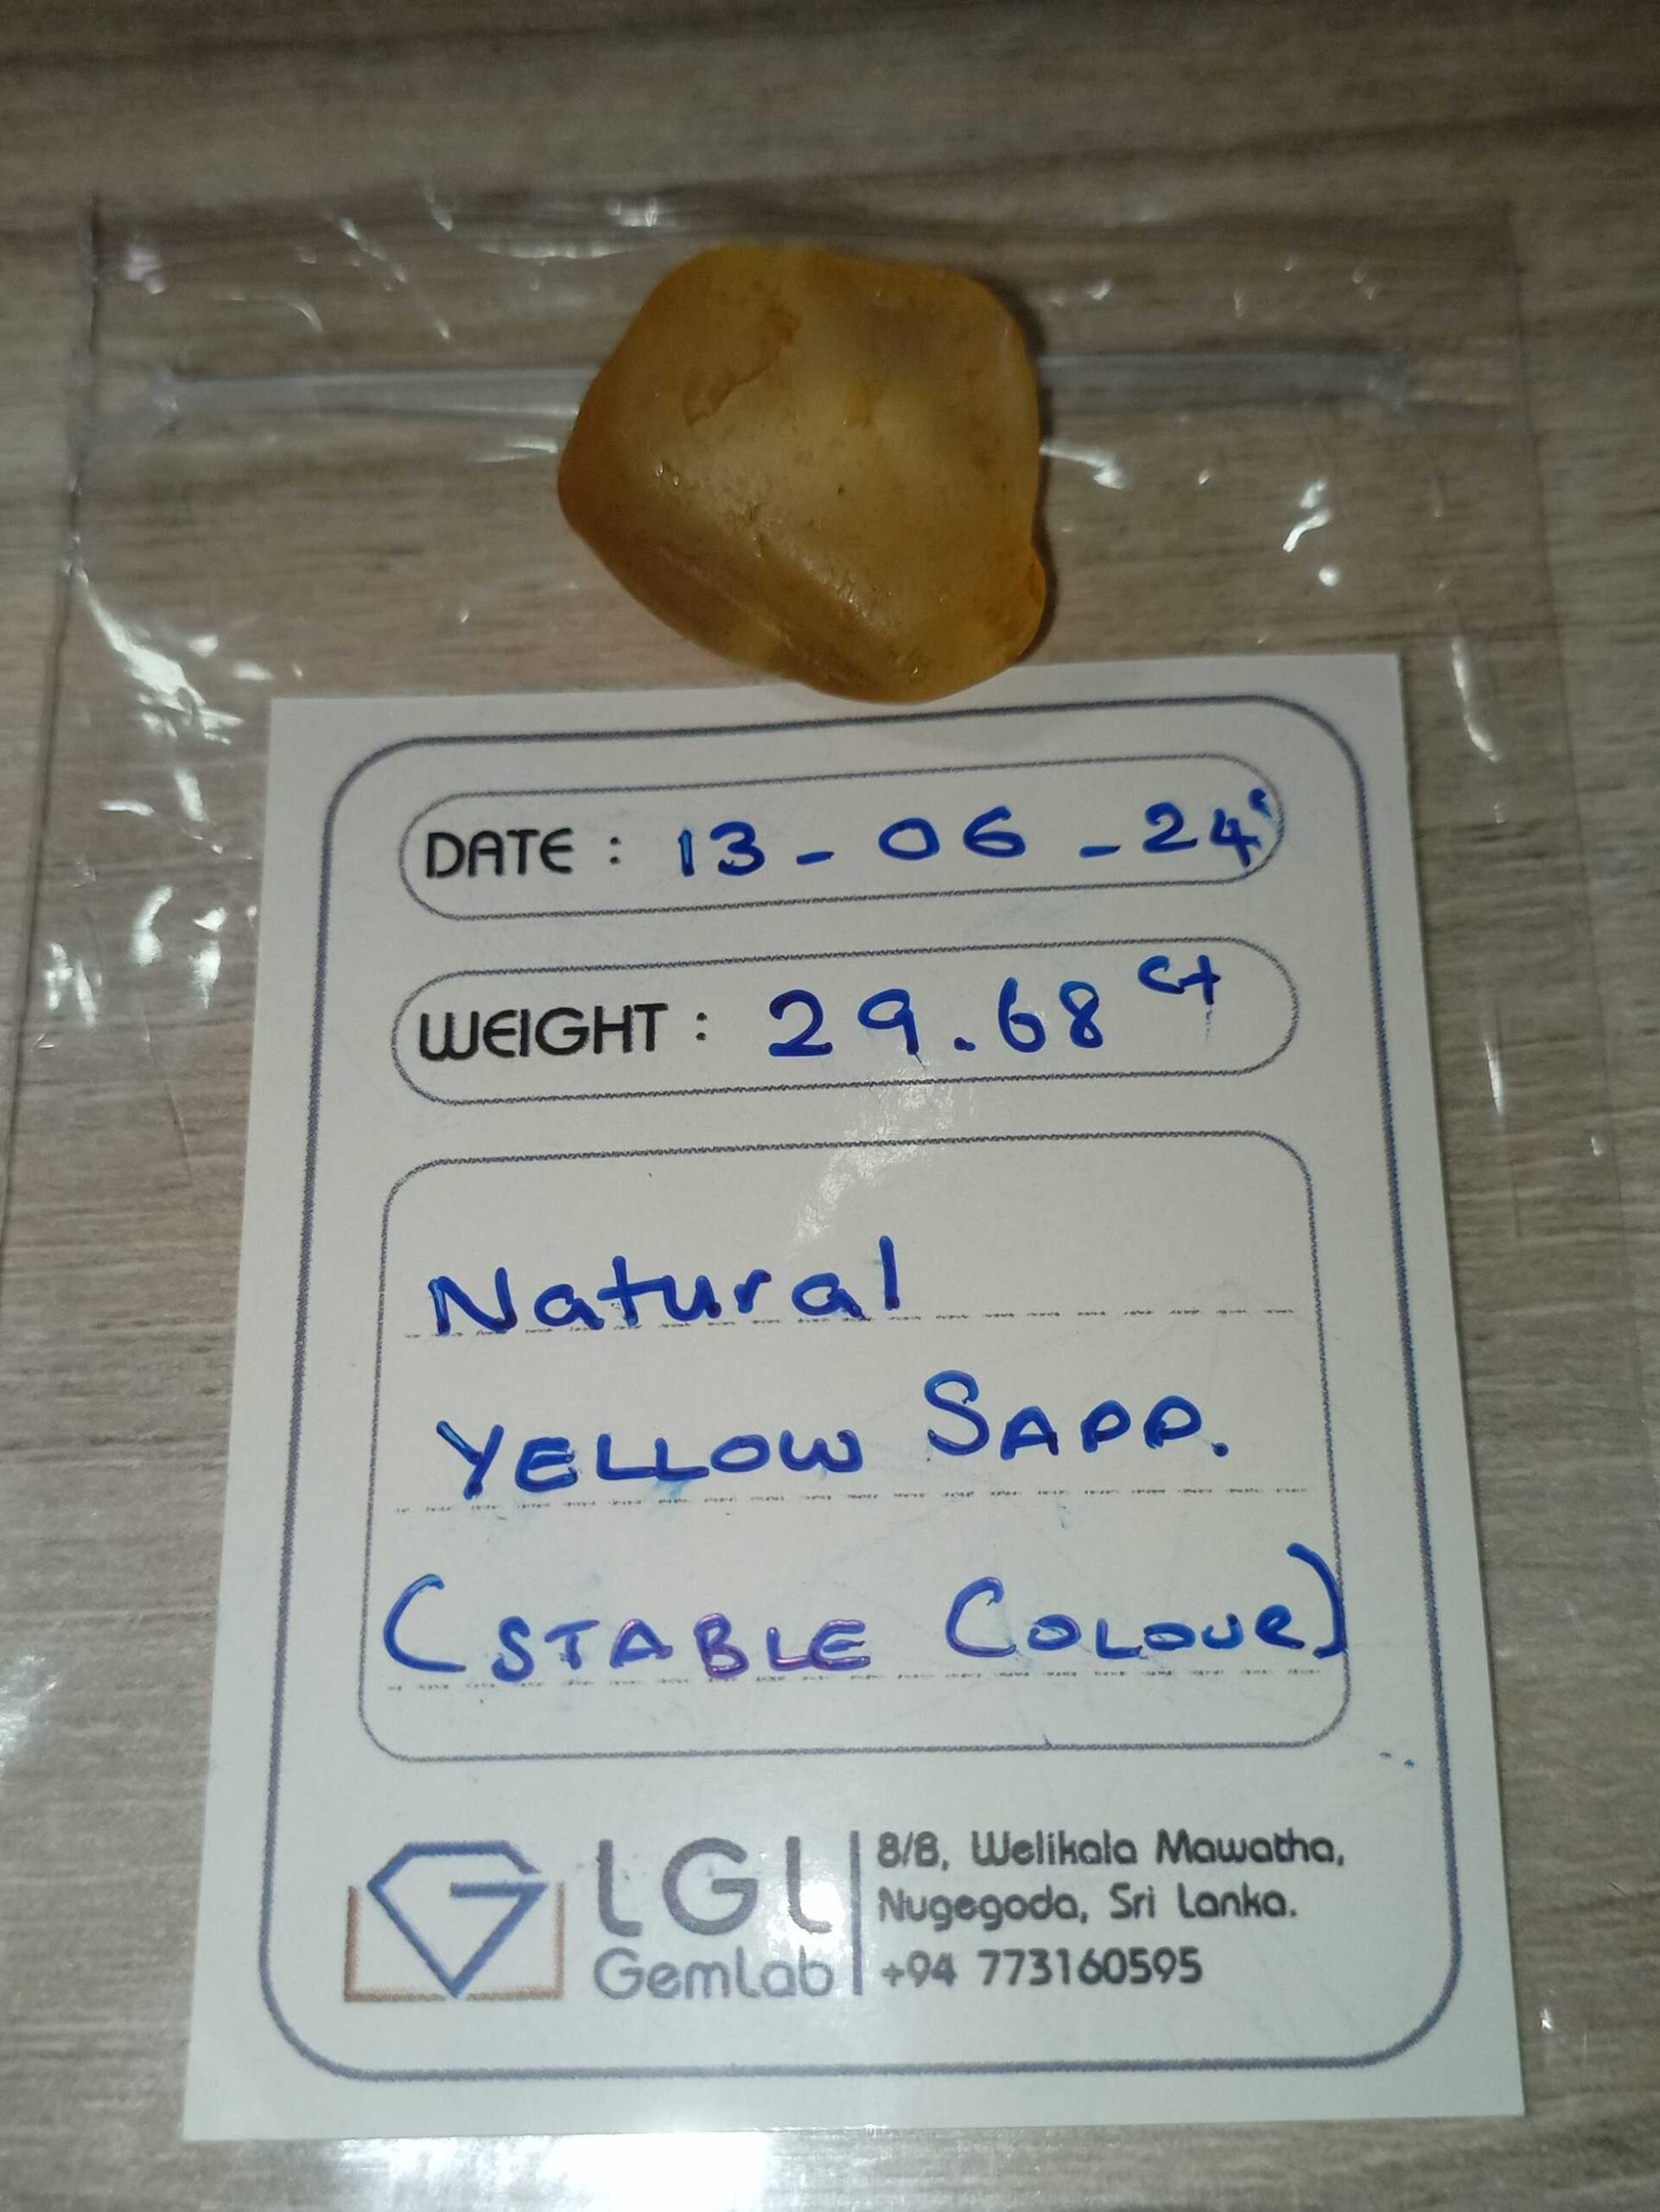 DATE : 13 - 06 - 24
WEIGHT : 29.68 ct
Natural
YELLOW SAPP.
(STABLE COLOUR)
LGL
GemLab
8/B, Welikala Mawatha,
Nugegoda, Sri Lanka.
+94 773160595